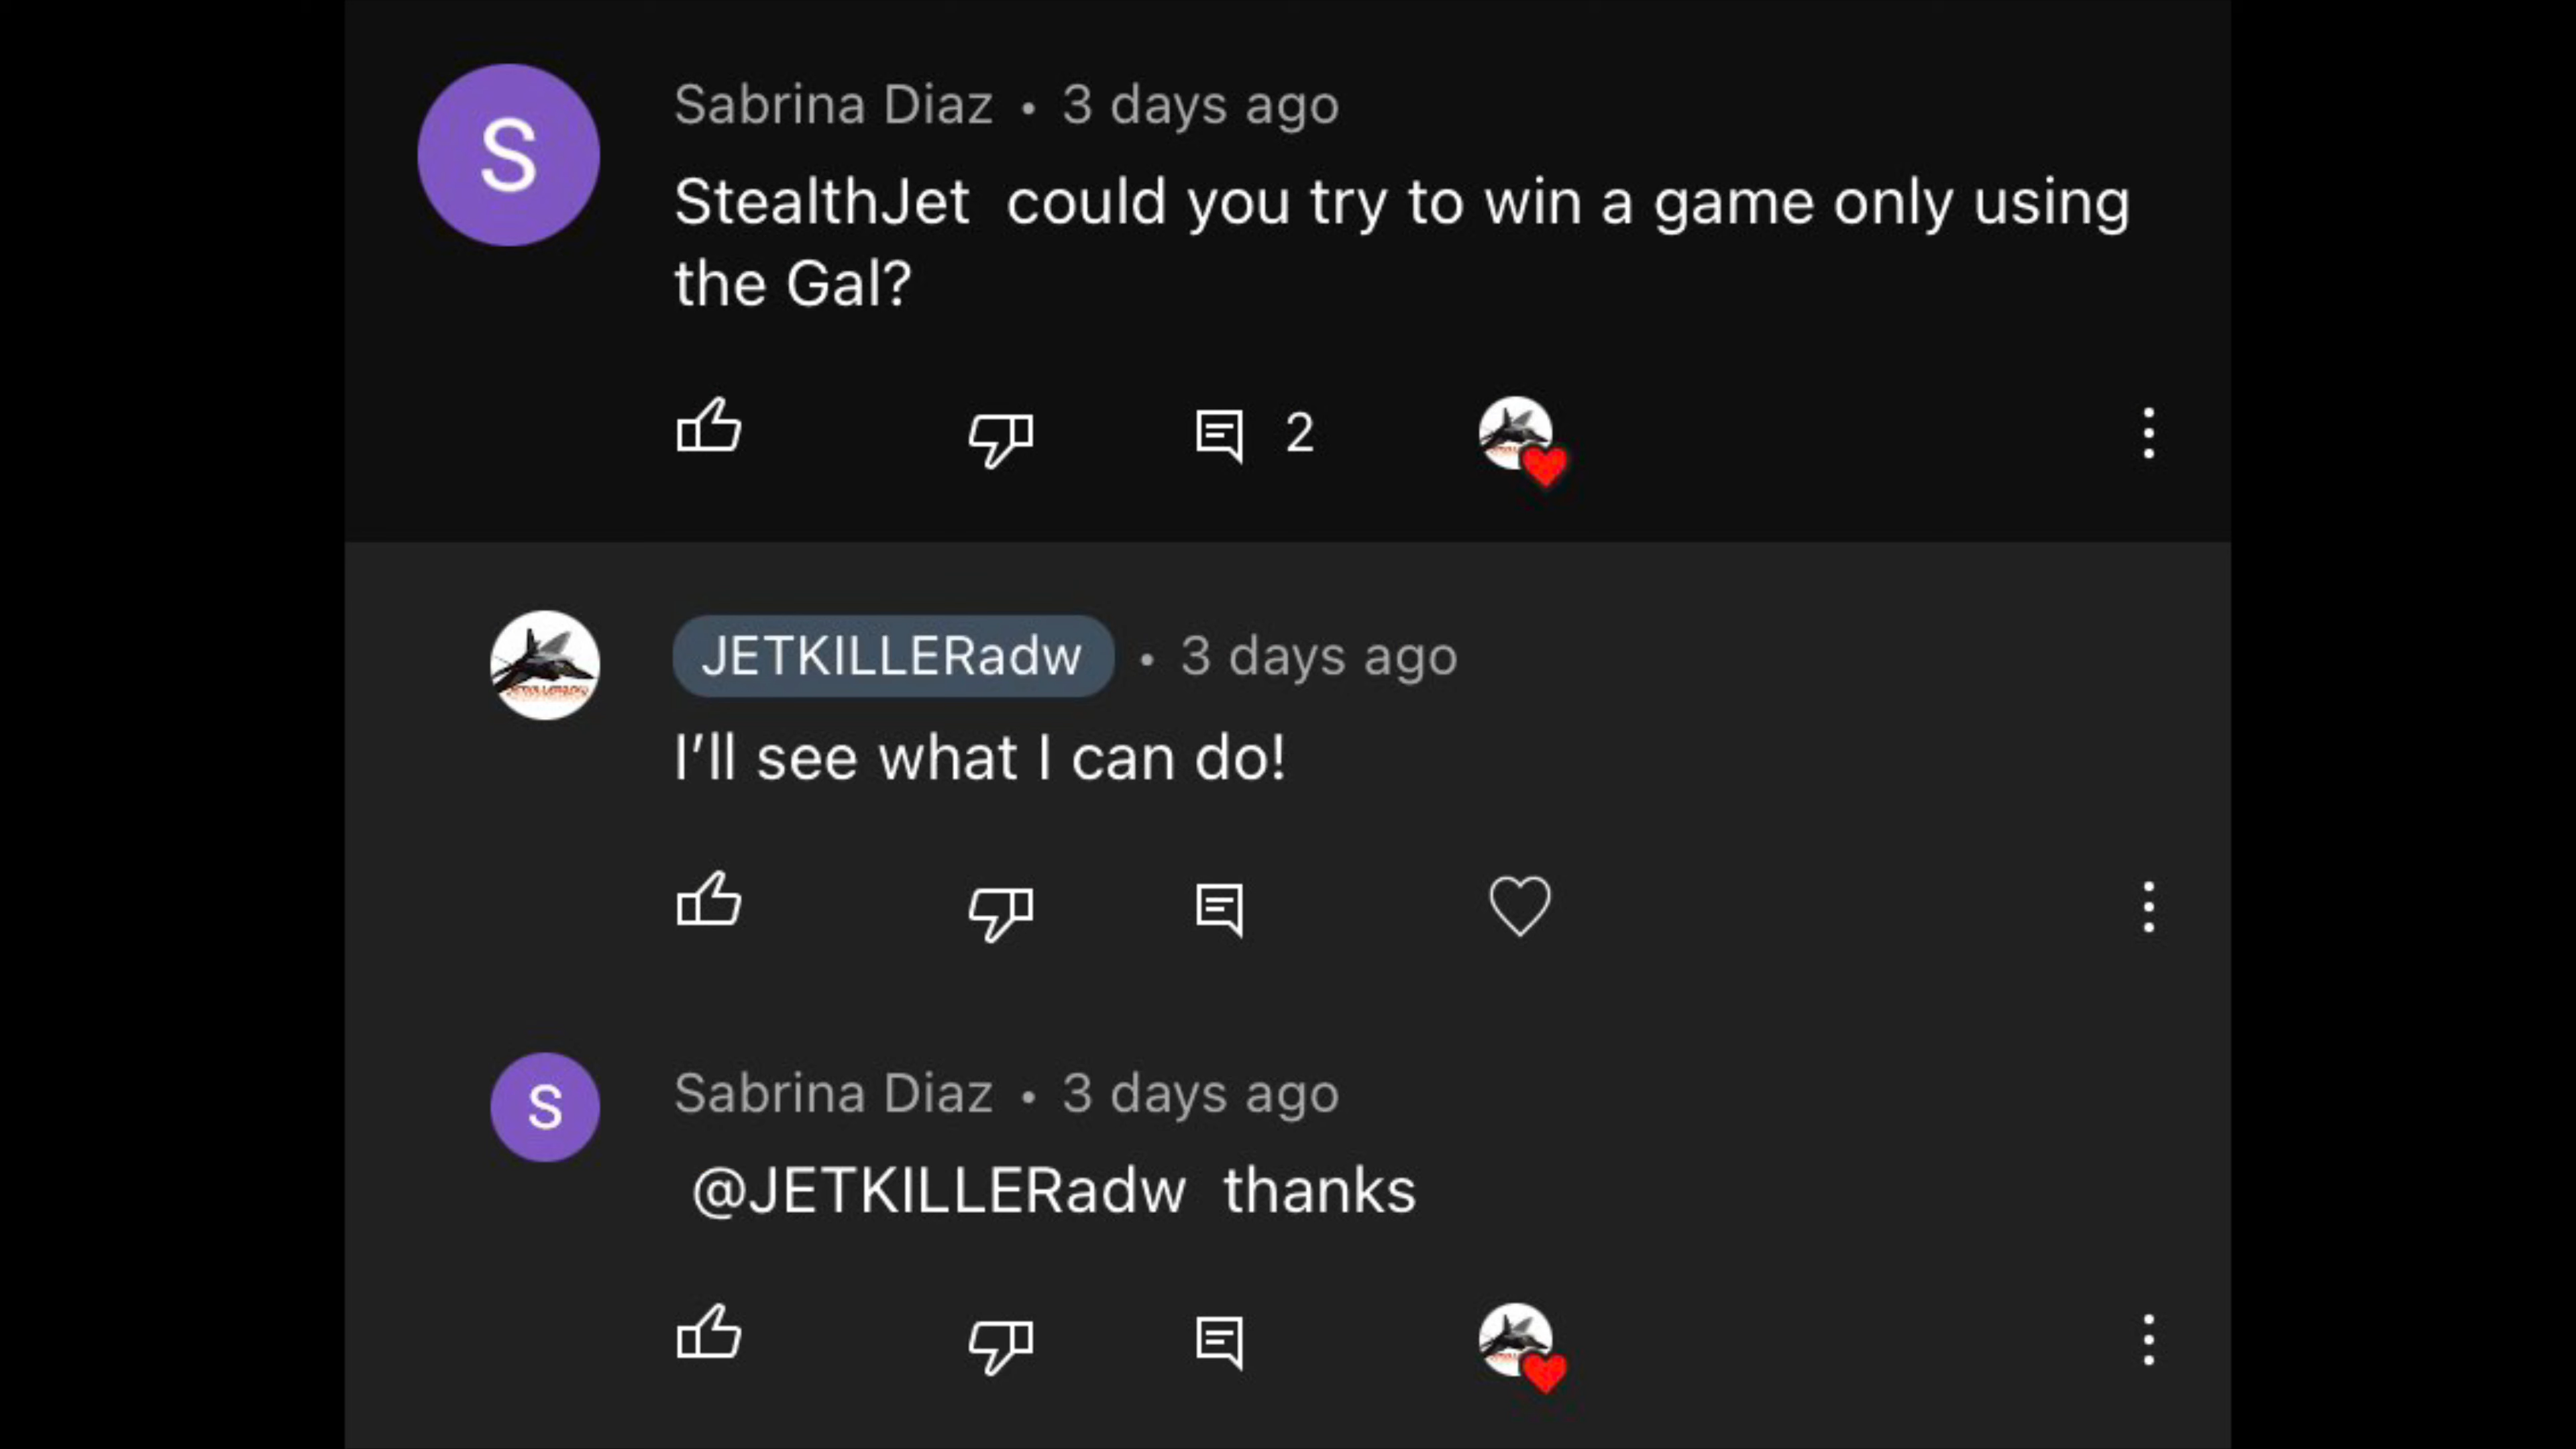 S
Sabrina Diaz • 3 days ago
StealthJet could you try to win a game only using
the Gal?
2
JETKILLERadw • 3 days ago
I’ll see what I can do!
S
Sabrina Diaz • 3 days ago
@JETKILLERadw thanks